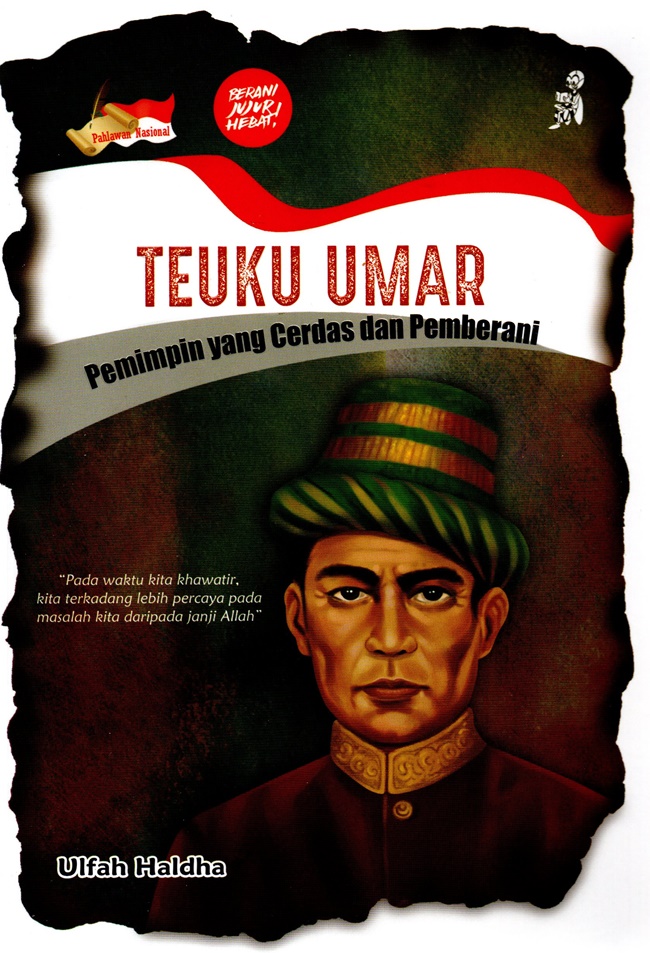 Pahlawan Nasional
BERANI
JUJUR
HEBAT!
TEUKU UMAR
Pemimpin yang Cerdas dan Pemberani
"Pada waktu kita khawatir,
kita terkadang lebih percaya pada
masalah kita daripada janji Allah"
Ulfah Haldha